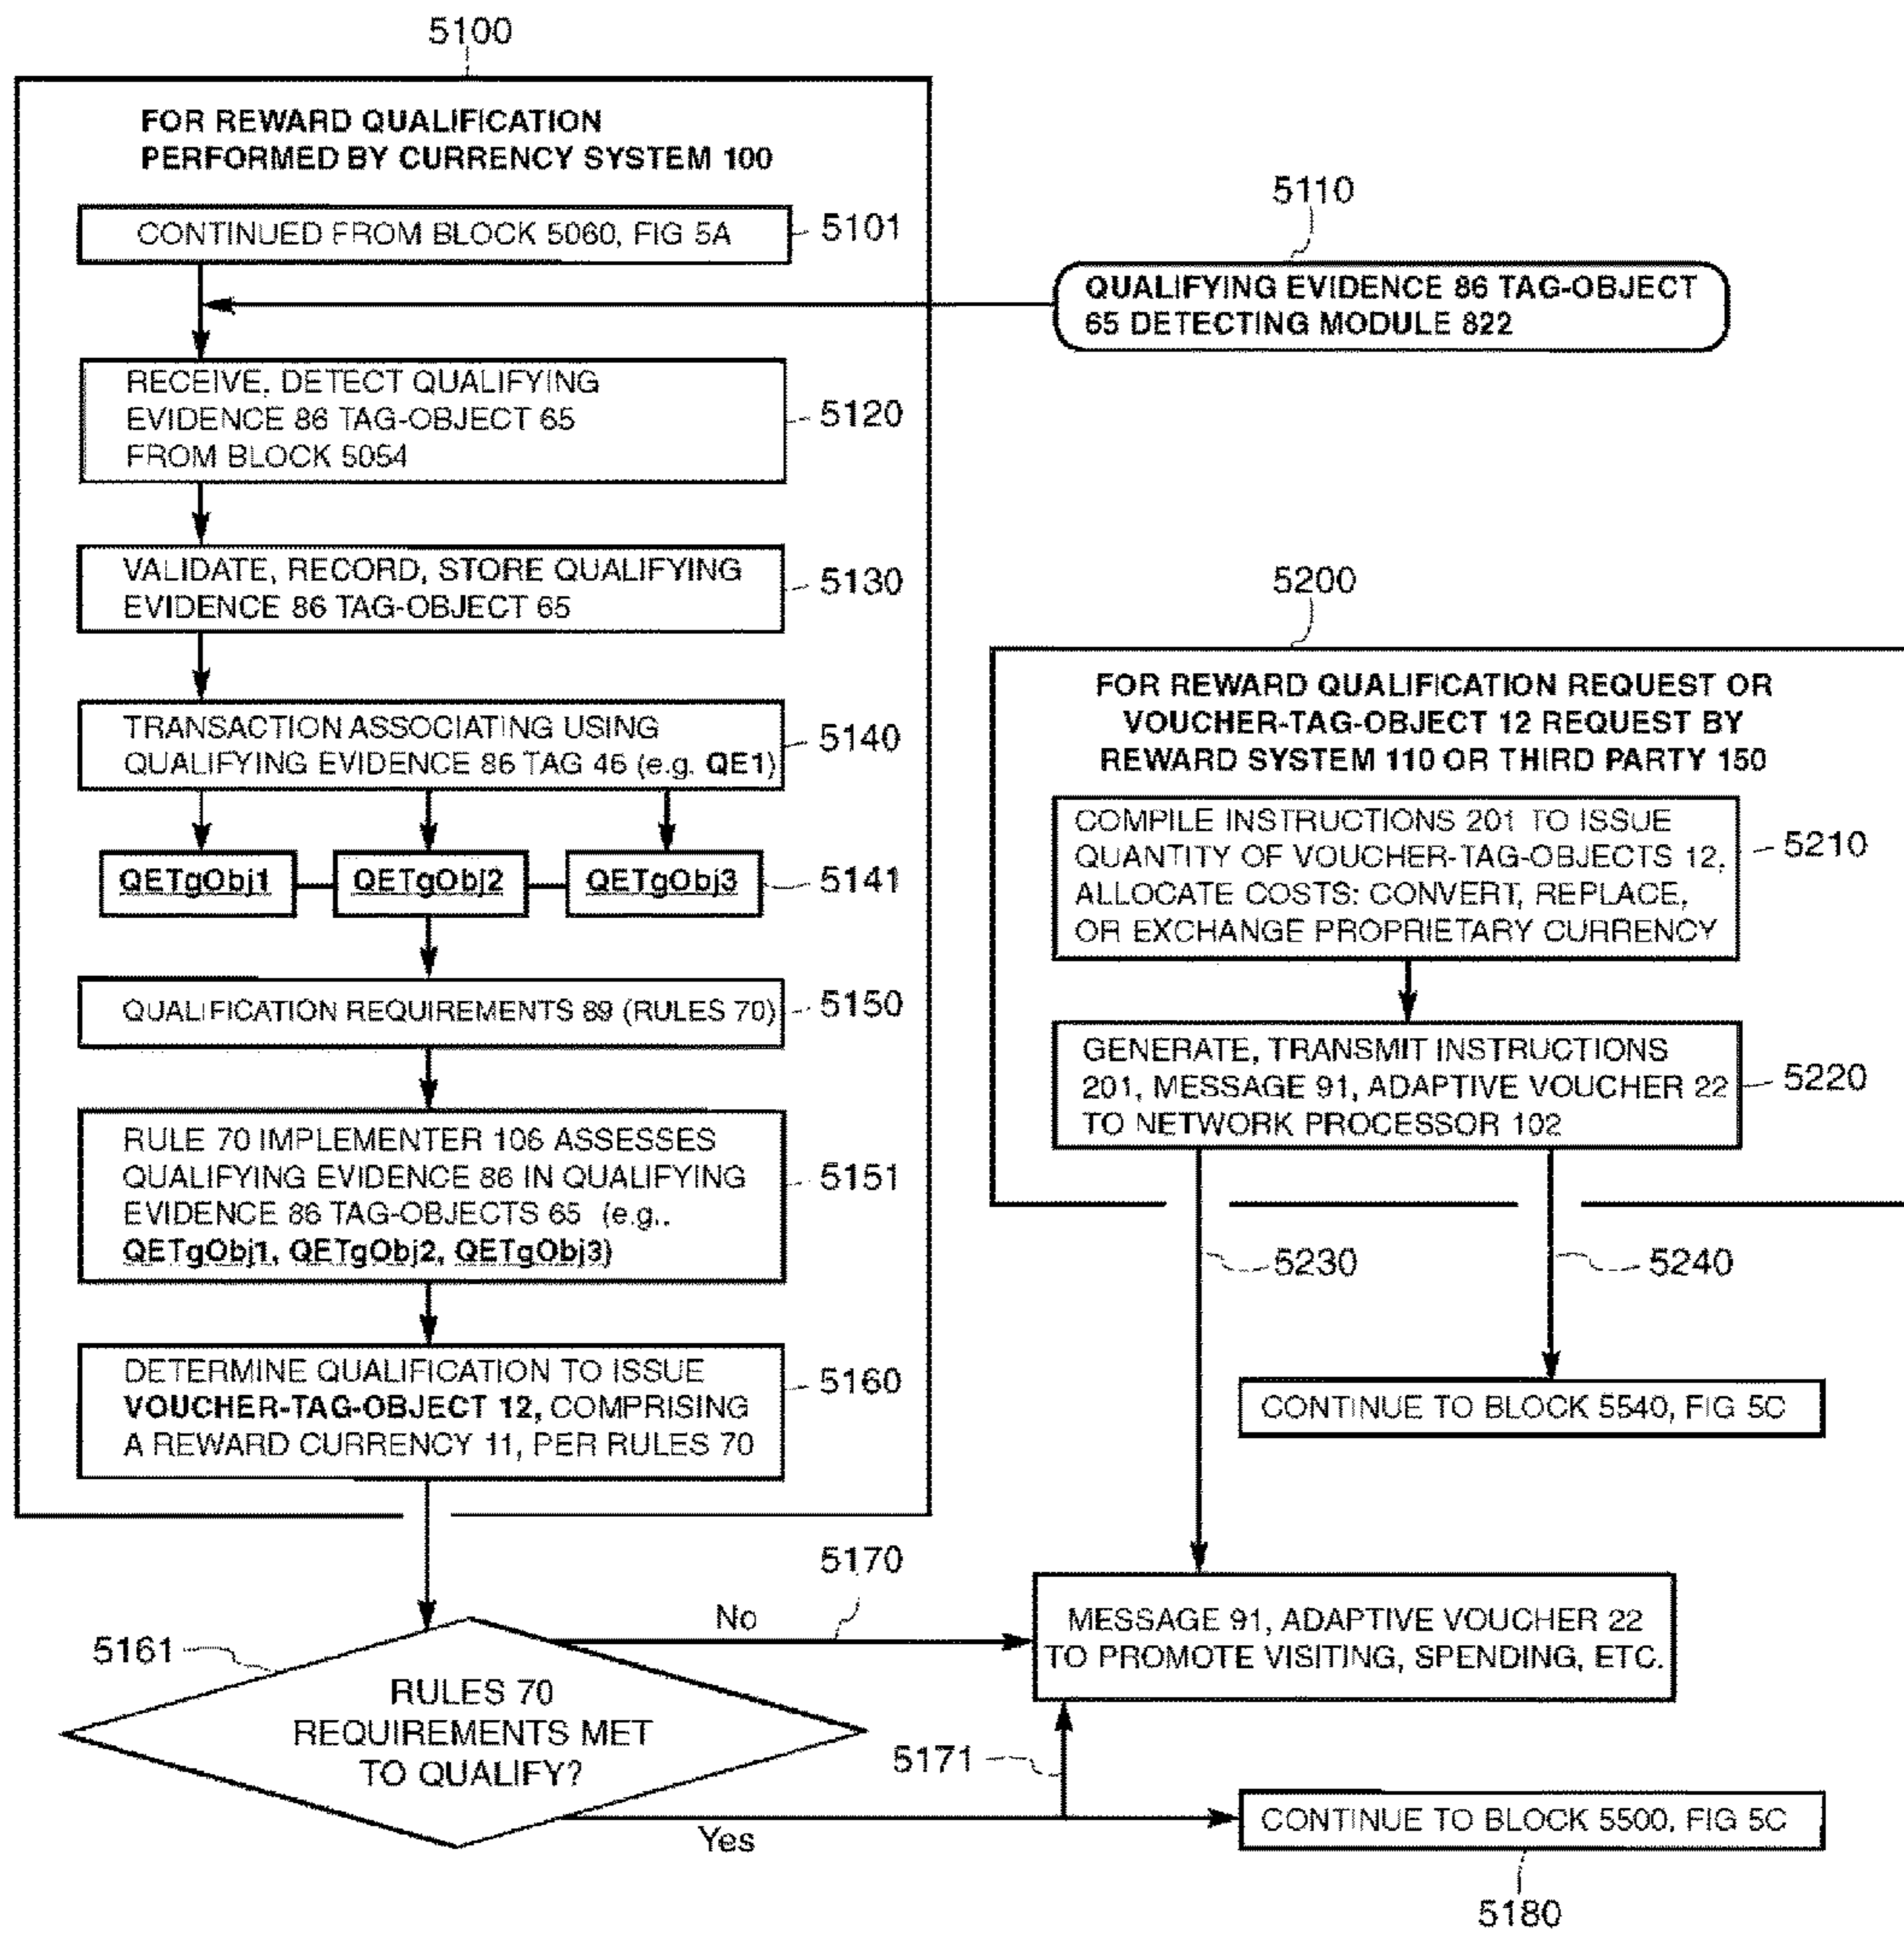 5100
FOR REWARD QUALIFICATION
PERFORMED BY CURRENCY SYSTEM 100
CONTINUED FROM BLOCK 5060, FIG 5A
5101
5110
QUALIFYING EVIDENCE 86 TAG-OBJECT
65 DETECTING MODULE 822
RECEIVE, DETECT QUALIFYING
EVIDENCE 86 TAG-OBJECT 65
FROM BLOCK 5054
5120
VALIDATE, RECORD, STORE QUALIFYING
EVIDENCE 86 TAG-OBJECT 65
5130
TRANSACTION ASSOCIATING USING
QUALIFYING EVIDENCE 86 TAG 46 (e.g. QE1)
5140
QETgObj1
QETgObj2
QETgObj3
5141
QUALIFICATION REQUIREMENTS 89 (RULES 70)
5150
RULE 70 IMPLEMENTER 106 ASSESSES
QUALIFYING EVIDENCE 86 IN QUALIFYING
EVIDENCE 86 TAG-OBJECTS 65 (e.g.,
QETgObj1, QETgObj2, QETgObj3)
5151
DETERMINE QUALIFICATION TO ISSUE
VOUCHER-TAG-OBJECT 12, COMPRISING
A REWARD CURRENCY 11, PER RULES 70
5160
5200
FOR REWARD QUALIFICATION REQUEST OR
VOUCHER-TAG-OBJECT 12 REQUEST BY
REWARD SYSTEM 110 OR THIRD PARTY 150
COMPILE INSTRUCTIONS 201 TO ISSUE
QUANTITY OF VOUCHER-TAG-OBJECTS 12,
ALLOCATE COSTS: CONVERT, REPLACE,
OR EXCHANGE PROPRIETARY CURRENCY
5210
GENERATE, TRANSMIT INSTRUCTIONS
201, MESSAGE 91, ADAPTIVE VOUCHER 22
TO NETWORK PROCESSOR 102
5220
5230
5240
CONTINUE TO BLOCK 5540, FIG 5C
5161
RULES 70
REQUIREMENTS MET
TO QUALIFY?
No
5170
MESSAGE 91, ADAPTIVE VOUCHER 22
TO PROMOTE VISITING, SPENDING, ETC.
5171
Yes
CONTINUE TO BLOCK 5500, FIG 5C
5180